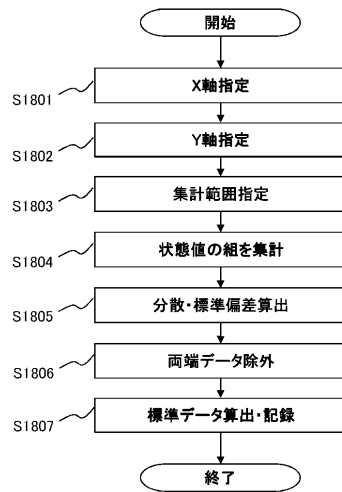 開始
S1801
X軸指定
S1802
Y軸指定
S1803
集計範囲指定
S1804
状態値の組を集計
S1805
分散・標準偏差算出
S1806
両端データ除外
S1807
標準データ算出・記録
終了